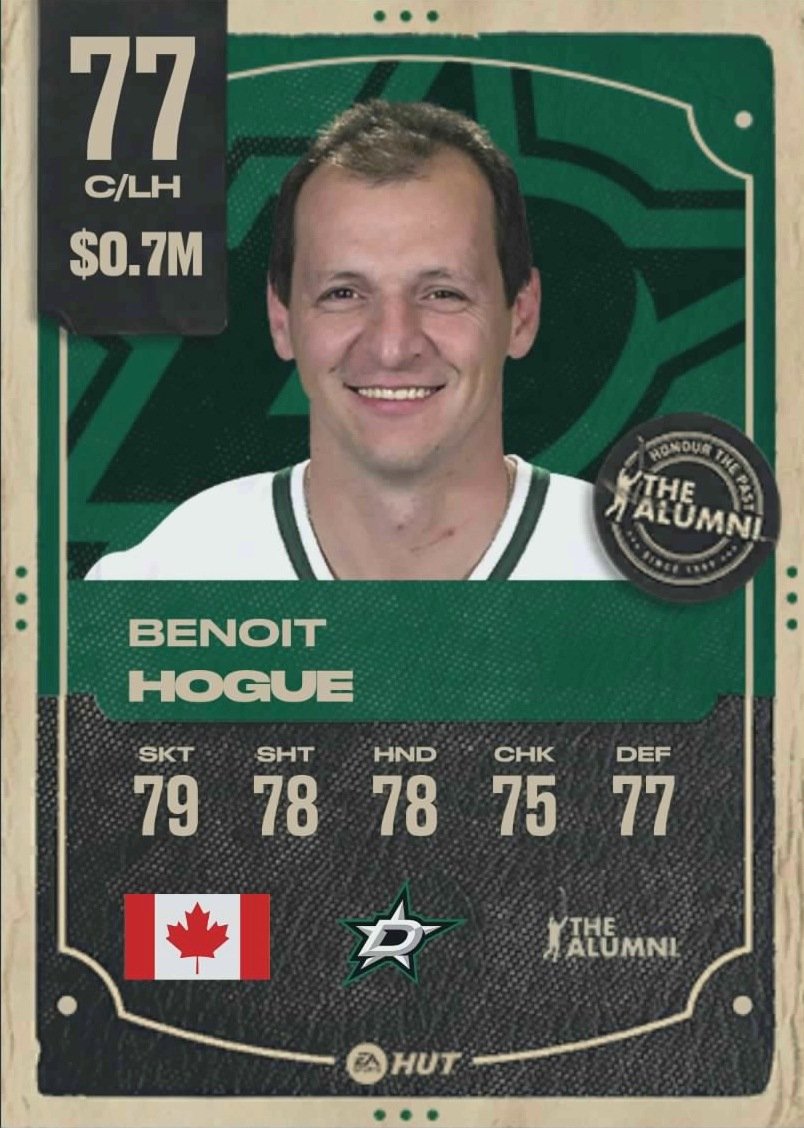 77
C/LH
$0.7M
HONOUR THE PAST
THE
ALUMNI
BENOIT
HOGUE
SKT SHT HND CHK DEF
79 78 78 75 77
D
THE
ALUMNI
EA
HUT